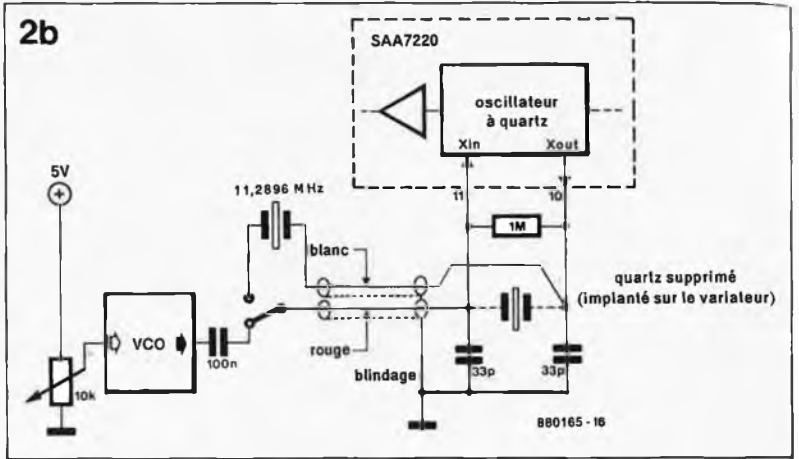 2b
SAA7220
oscillateur
à quartz
Xin
Xout
5V
11,2896 MHz
11
10
1M
blanc
quartz supprimé
(implanté sur le variateur)
VCO
100n
rouge
10k
blindage
33p
33p
880165 - 16